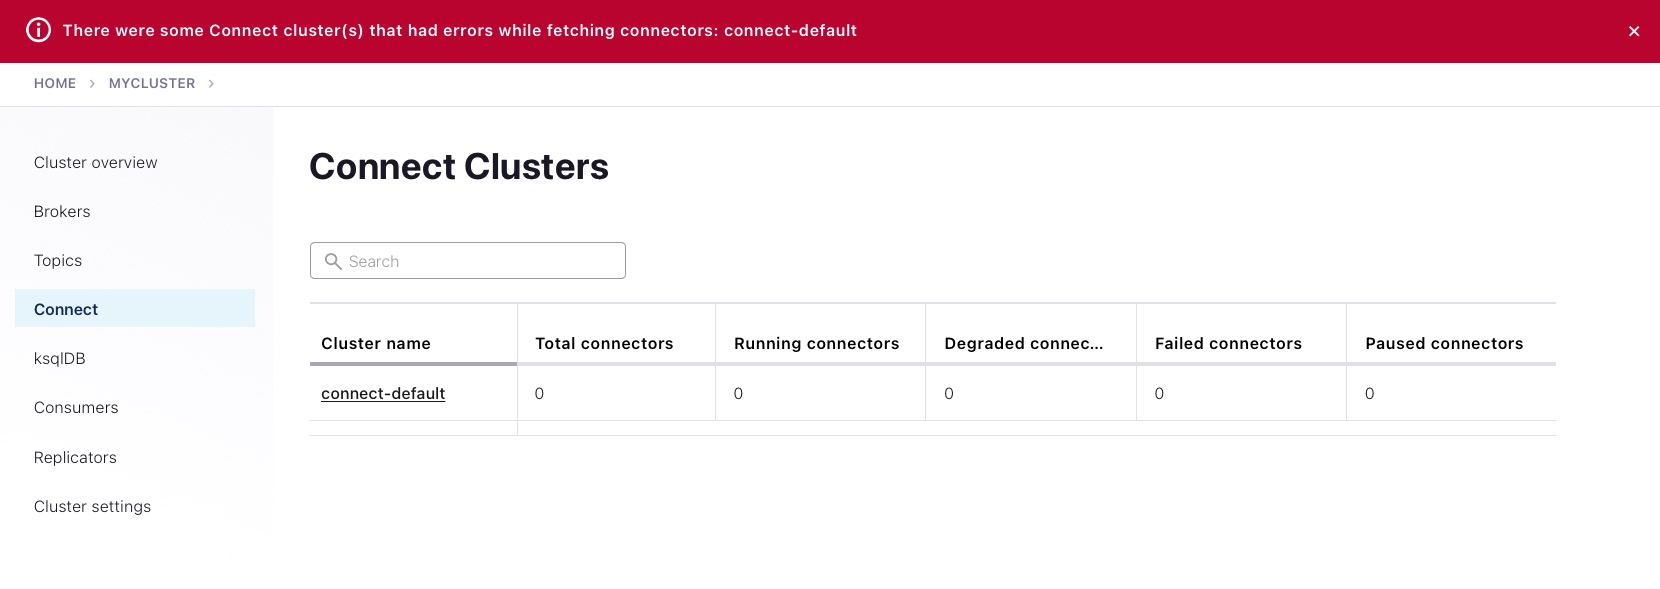 There were some Connect cluster(s) that had errors while fetching connectors: connect-default
HOME > MYCLUSTER >
Cluster overview
Brokers
Topics
Connect
ksqlDB
Consumers
Replicators
Cluster settings
Connect Clusters
Search
Cluster name Total connectors Running connectors Degraded connec... Failed connectors Paused connectors
connect-default 0 0 0 0 0